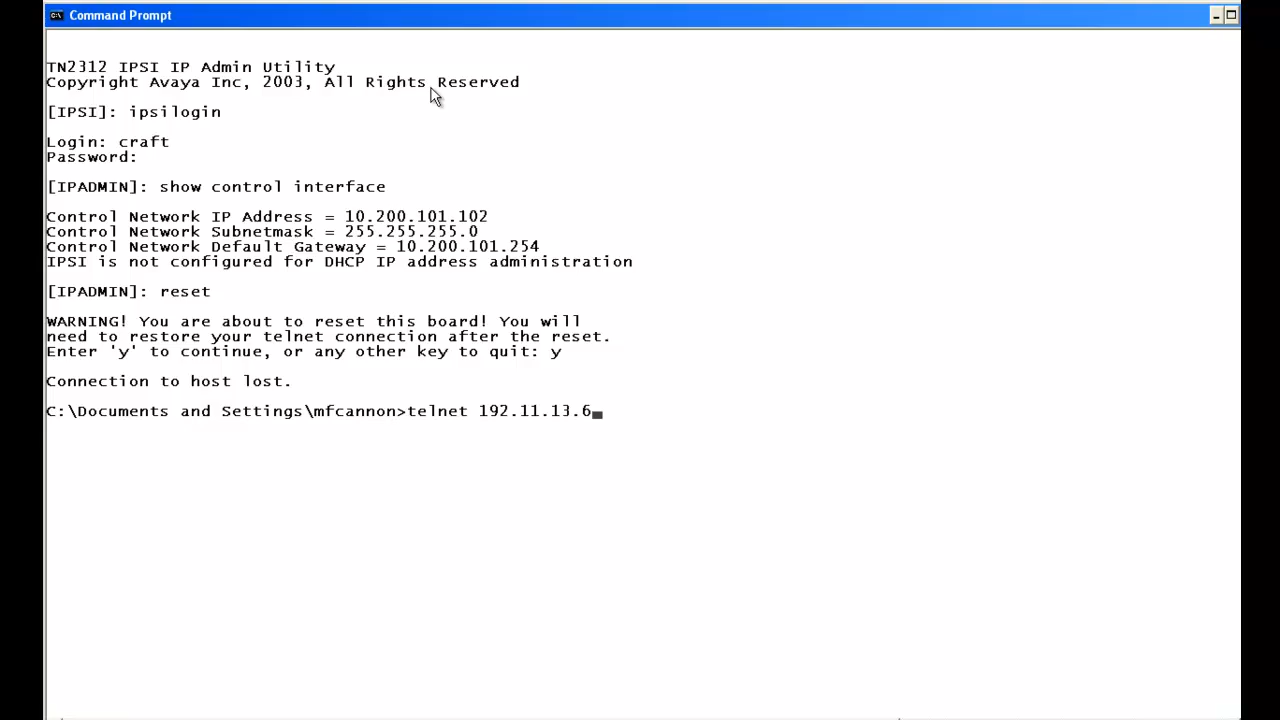 Command Prompt
TN2312 IPSI IP Admin Utility
Copyright Avaya Inc, 2003, All Rights Reserved
[IPSI]: ipsilogin
Login: craft
Password:
[IPADMIN]: show control interface
Control Network IP Address = 10.200.101.102
Control Network Subnetmask = 255.255.255.0
Control Network Default Gateway = 10.200.101.254
IPSI is not configured for DHCP IP address administration
[IPADMIN]: reset
WARNING! You are about to reset this board! You will
need to restore your telnet connection after the reset.
Enter 'y' to continue, or any other key to quit: y
Connection to host lost.
C:\Documents and Settings\mfcannon>telnet 192.11.13.6